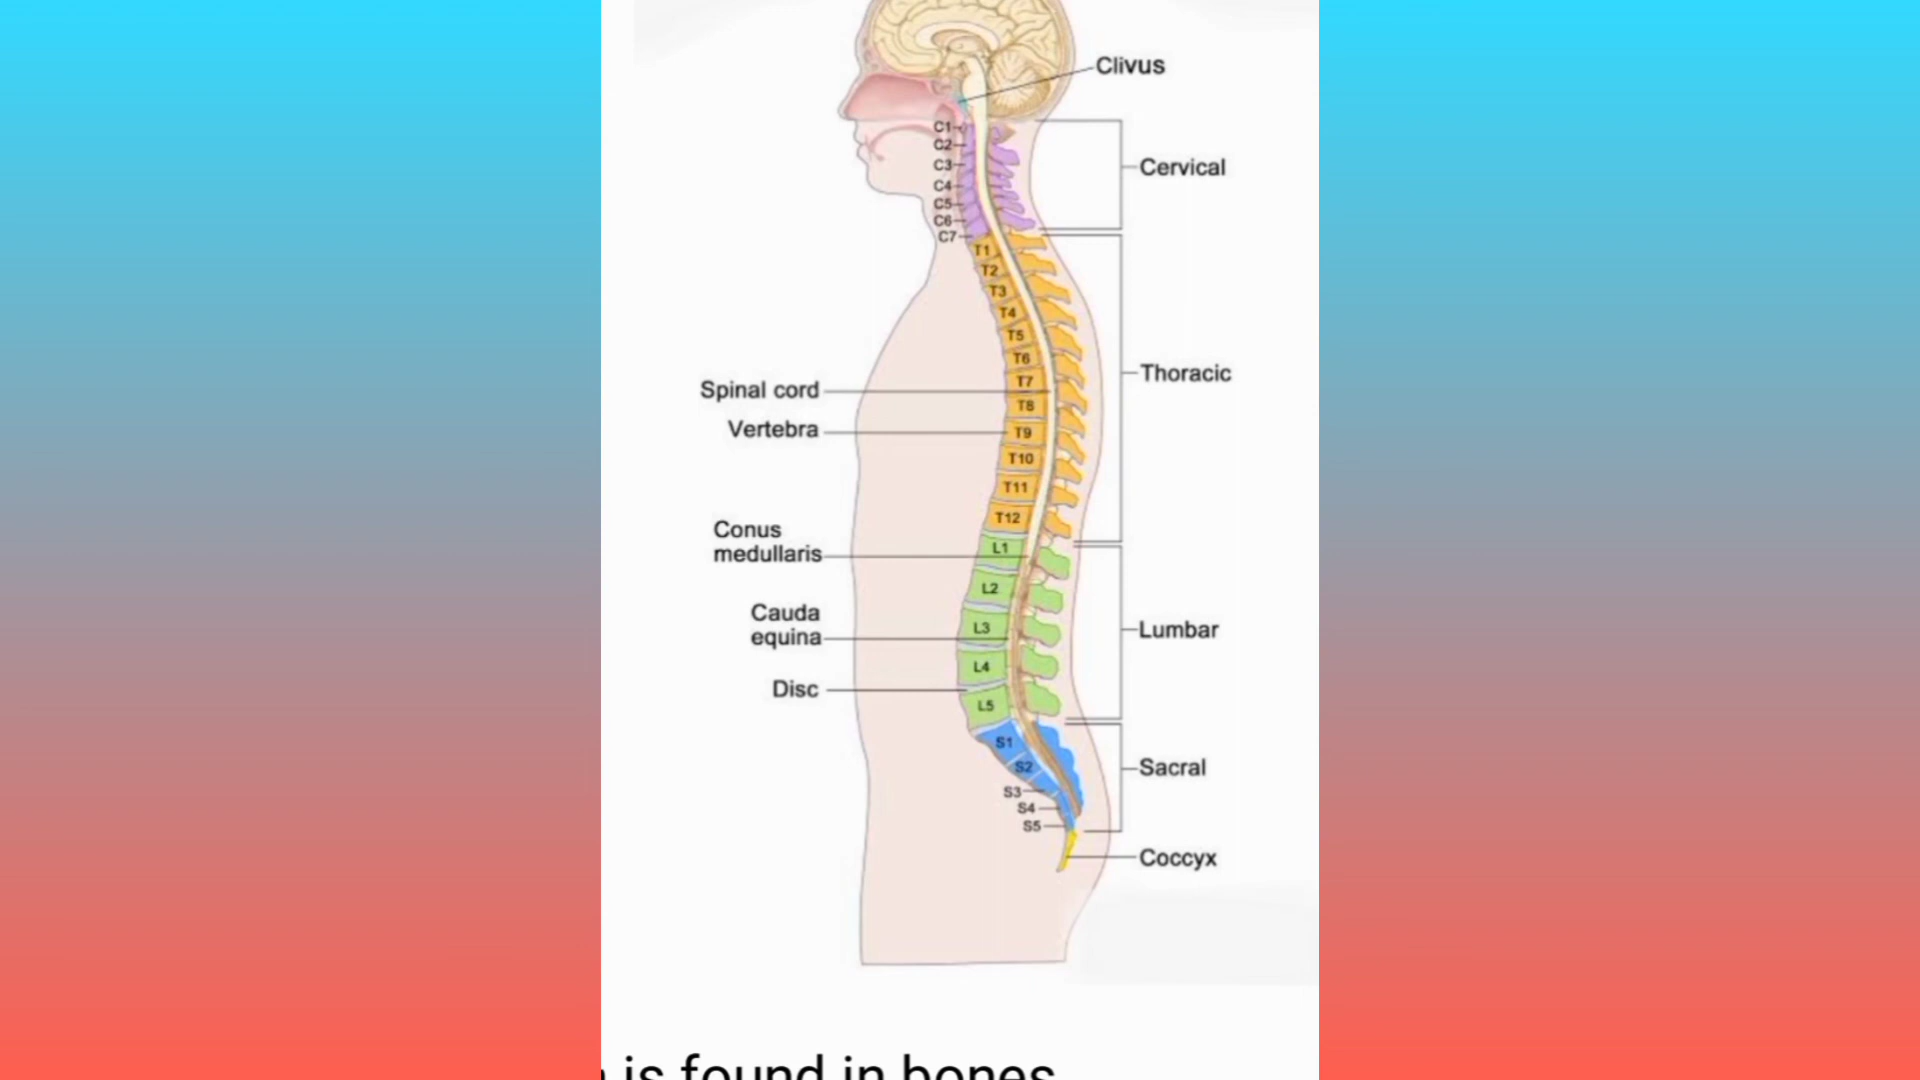 Clivus
C1
C2
C3
C4
C5
C6
C7
Cervical
T1
T2
T3
T4
T5
T6
T7
T8
T9
T10
T11
T12
Thoracic
Spinal cord
Vertebra
Conus
medullaris
L1
L2
L3
L4
L5
Cauda
equina
Disc
Lumbar
S1
S2
S3
S4
S5
Sacral
Coccyx
is found in bones